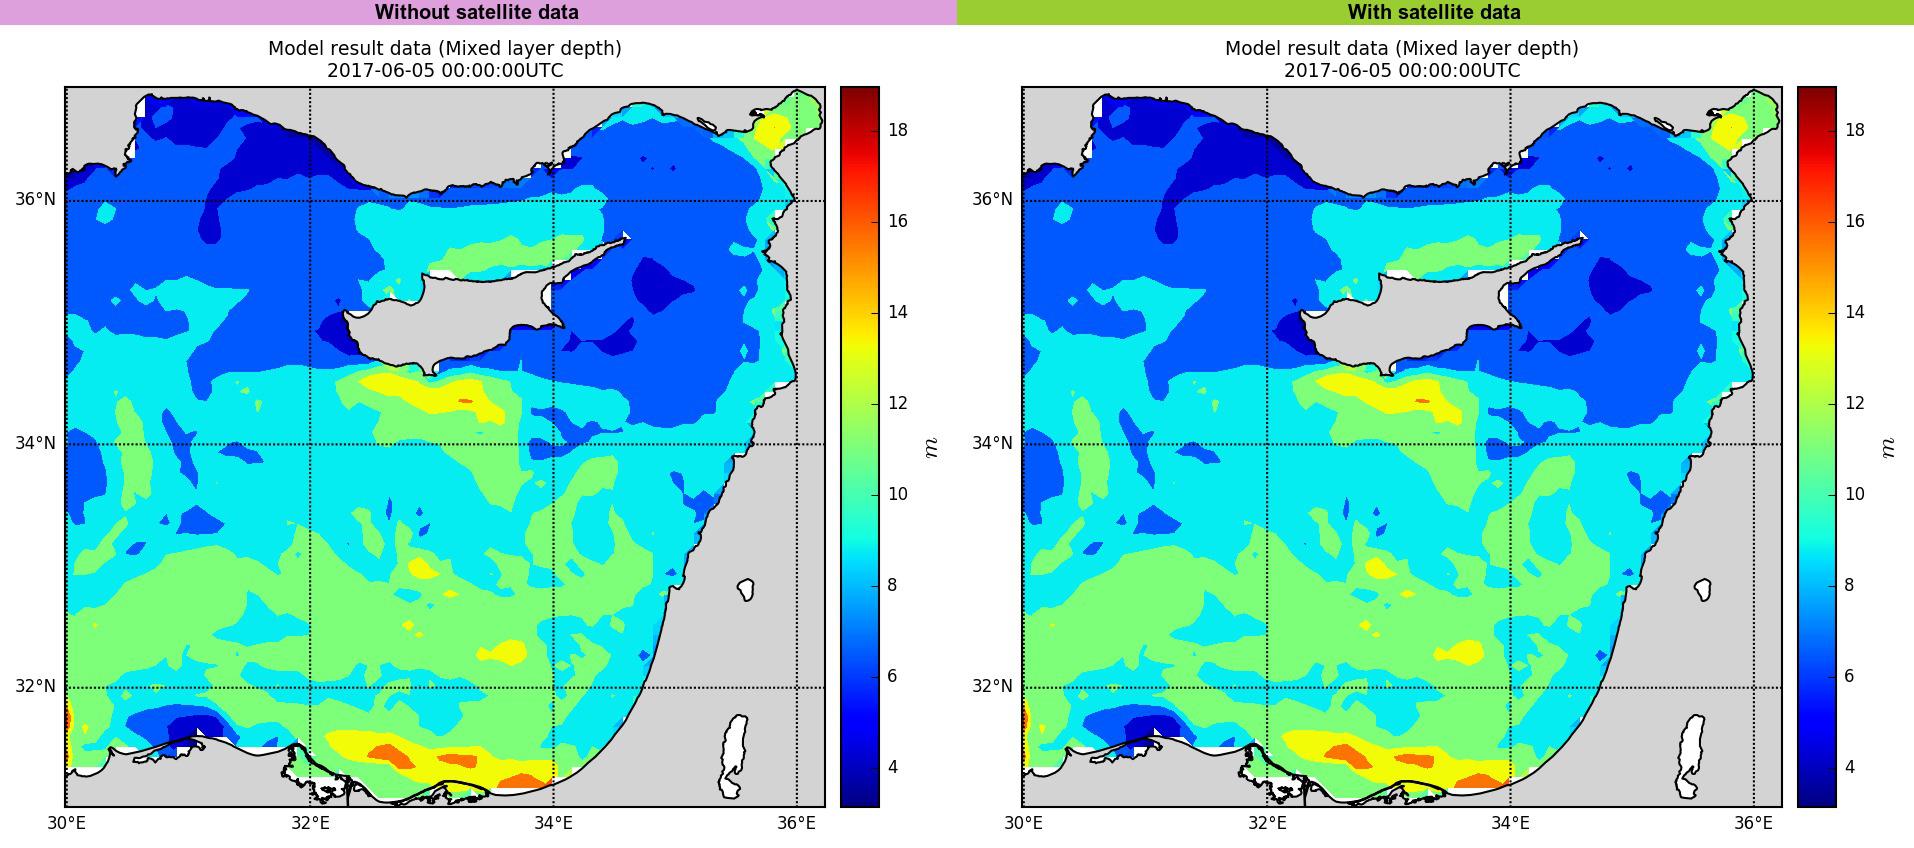 Without satellite data
Model result data (Mixed layer depth)
2017-06-05 00:00:00UTC
36°N
34°N
32°N
30°E 32°E 34°E 36°E
18
16
14
12
10
8
6
4
m
With satellite data
Model result data (Mixed layer depth)
2017-06-05 00:00:00UTC
36°N
34°N
32°N
30°E 32°E 34°E 36°E
18
16
14
12
10
8
6
4
m